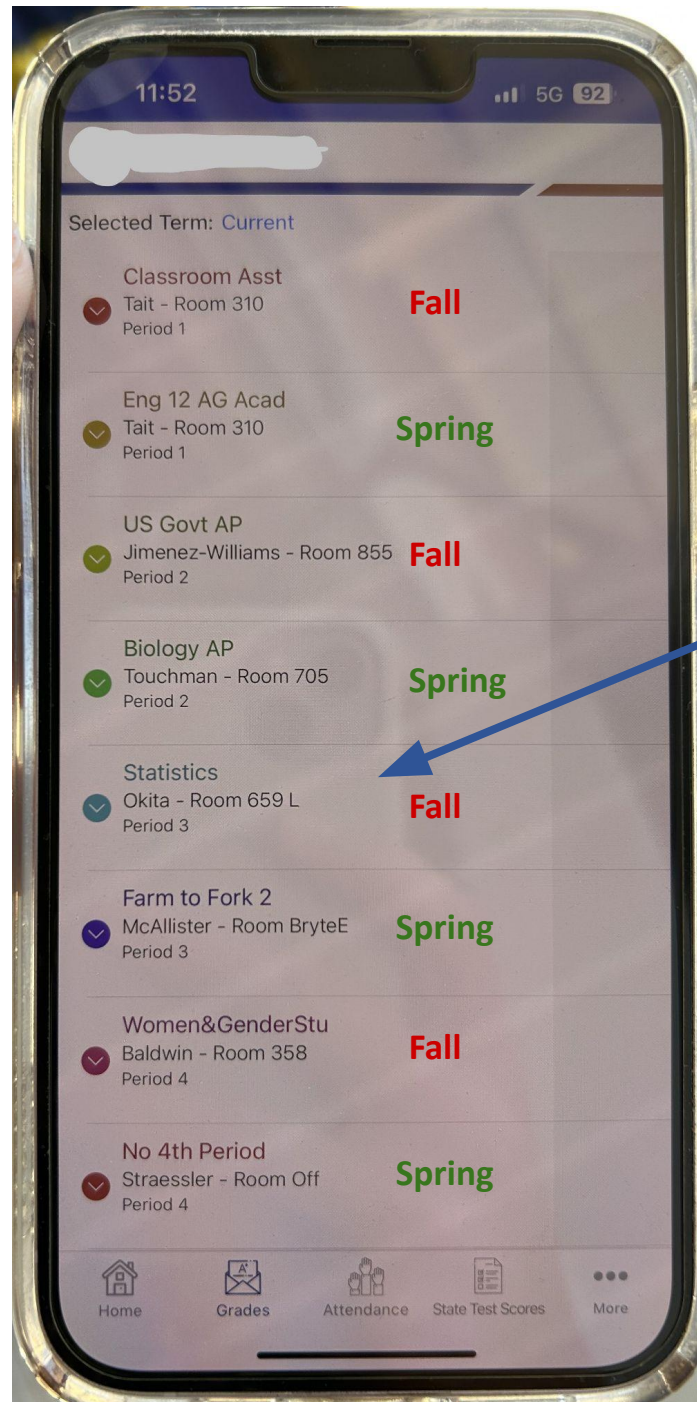 11:52 5G 92
Selected Term: Current
Classroom Asst
Tait - Room 310
Period 1
Fall
Eng 12 AG Acad
Tait - Room 310
Period 1
Spring
US Govt AP
Jimenez-Williams - Room 855
Period 2
Fall
Biology AP
Touchman - Room 705
Period 2
Spring
Statistics
Okita - Room 659 L
Period 3
Fall
Farm to Fork 2
McAllister - Room BryteE
Period 3
Spring
Women&GenderStu
Baldwin - Room 358
Period 4
Fall
No 4th Period
Straessler - Room Off
Period 4
Spring
Home Grades Attendance State Test Scores More